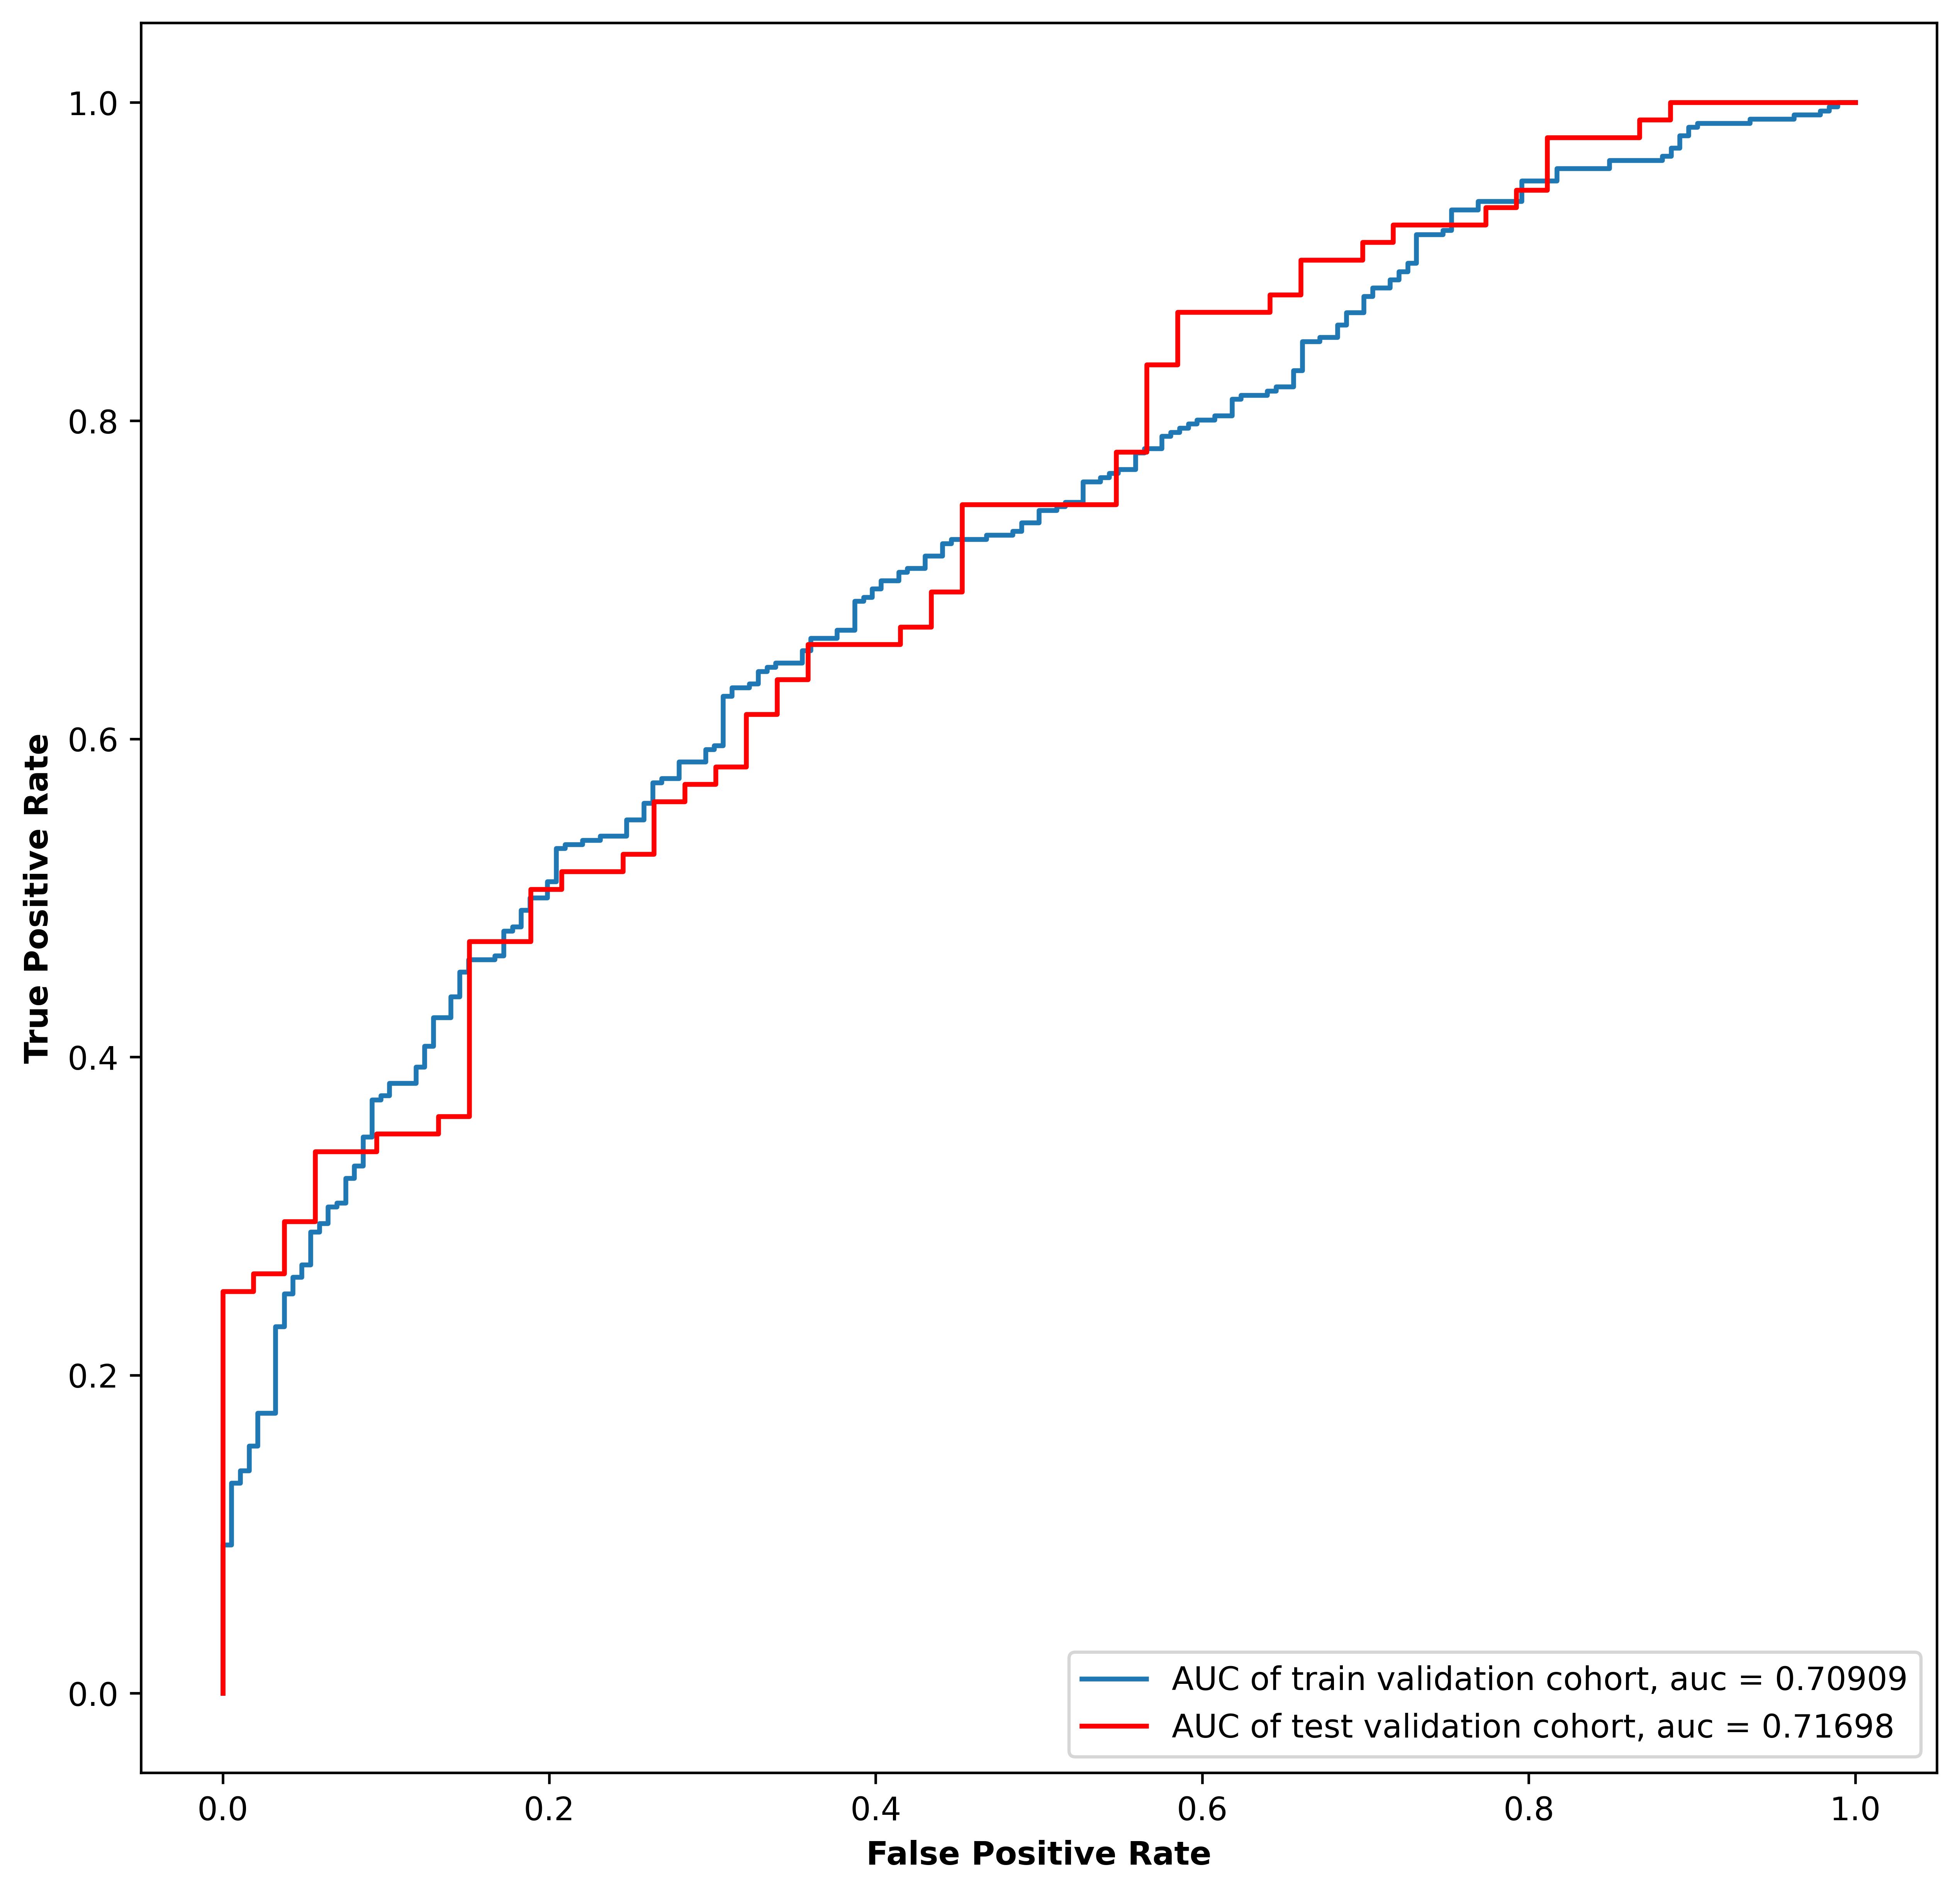 1.0
0.8
0.6
0.4
0.2
0.0
True Positive Rate
AUC of train validation cohort, auc = 0.70909
AUC of test validation cohort, auc = 0.71698
0.0 0.2 0.4 0.6 0.8 1.0
False Positive Rate